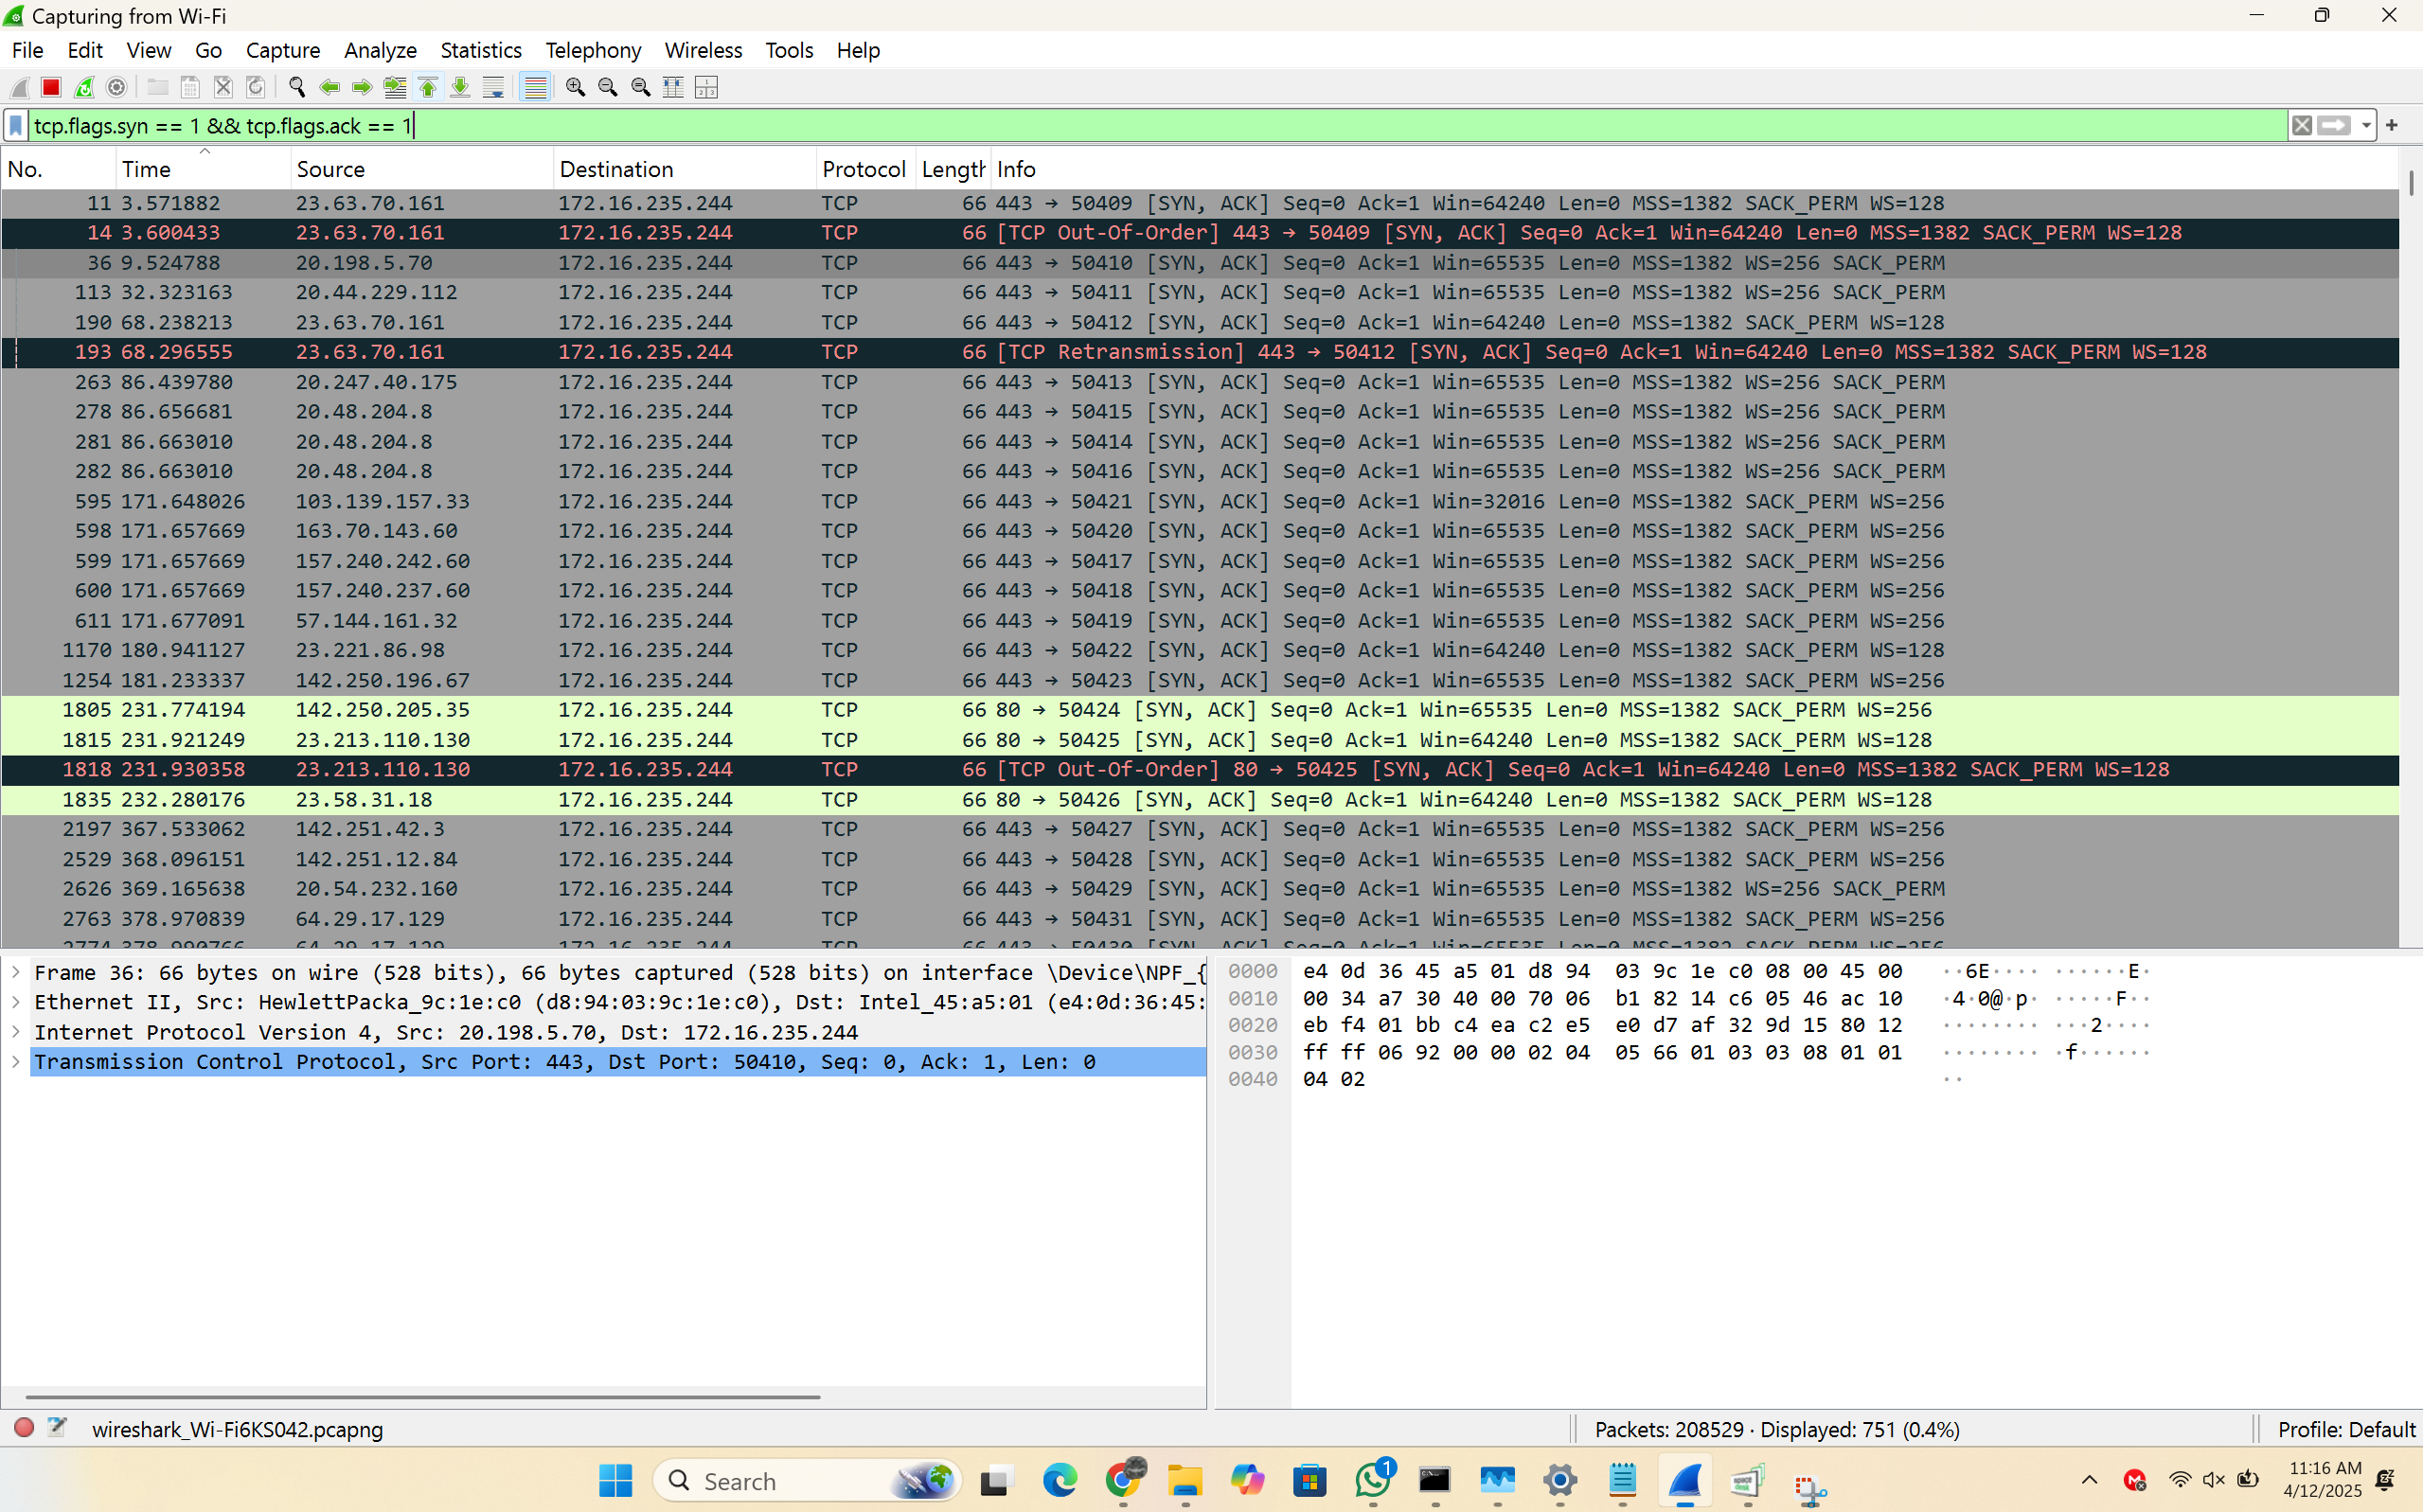 Capturing from Wi-Fi
File Edit View Go Capture Analyze Statistics Telephony Wireless Tools Help
tcp.flags.syn == 1 && tcp.flags.ack == 1
No. Time Source Destination Protocol Length Info
11 3.571882 23.63.70.161 172.16.235.244 TCP 66 443 → 50409 [SYN, ACK] Seq=0 Ack=1 Win=64240 Len=0 MSS=1382 SACK_PERM WS=128
14 3.600433 23.63.70.161 172.16.235.244 TCP 66 [TCP Out-Of-Order] 443 → 50409 [SYN, ACK] Seq=0 Ack=1 Win=64240 Len=0 MSS=1382 SACK_PERM WS=128
36 9.524788 20.198.5.70 172.16.235.244 TCP 66 443 → 50410 [SYN, ACK] Seq=0 Ack=1 Win=65535 Len=0 MSS=1382 WS=256 SACK_PERM
113 32.323163 20.44.229.112 172.16.235.244 TCP 66 443 → 50411 [SYN, ACK] Seq=0 Ack=1 Win=65535 Len=0 MSS=1382 WS=256 SACK_PERM
190 68.238213 23.63.70.161 172.16.235.244 TCP 66 443 → 50412 [SYN, ACK] Seq=0 Ack=1 Win=64240 Len=0 MSS=1382 SACK_PERM WS=128
193 68.296555 23.63.70.161 172.16.235.244 TCP 66 [TCP Retransmission] 443 → 50412 [SYN, ACK] Seq=0 Ack=1 Win=64240 Len=0 MSS=1382 SACK_PERM WS=128
263 86.439780 20.247.40.175 172.16.235.244 TCP 66 443 → 50413 [SYN, ACK] Seq=0 Ack=1 Win=65535 Len=0 MSS=1382 WS=256 SACK_PERM
278 86.656681 20.48.204.8 172.16.235.244 TCP 66 443 → 50415 [SYN, ACK] Seq=0 Ack=1 Win=65535 Len=0 MSS=1382 WS=256 SACK_PERM
281 86.663010 20.48.204.8 172.16.235.244 TCP 66 443 → 50414 [SYN, ACK] Seq=0 Ack=1 Win=65535 Len=0 MSS=1382 WS=256 SACK_PERM
282 86.663010 20.48.204.8 172.16.235.244 TCP 66 443 → 50416 [SYN, ACK] Seq=0 Ack=1 Win=65535 Len=0 MSS=1382 WS=256 SACK_PERM
595 171.648026 103.139.157.33 172.16.235.244 TCP 66 443 → 50421 [SYN, ACK] Seq=0 Ack=1 Win=32016 Len=0 MSS=1382 SACK_PERM WS=256
598 171.657669 163.70.143.60 172.16.235.244 TCP 66 443 → 50420 [SYN, ACK] Seq=0 Ack=1 Win=65535 Len=0 MSS=1382 SACK_PERM WS=256
599 171.657669 157.240.242.60 172.16.235.244 TCP 66 443 → 50417 [SYN, ACK] Seq=0 Ack=1 Win=65535 Len=0 MSS=1382 SACK_PERM WS=256
600 171.657669 157.240.237.60 172.16.235.244 TCP 66 443 → 50418 [SYN, ACK] Seq=0 Ack=1 Win=65535 Len=0 MSS=1382 SACK_PERM WS=256
611 171.677091 57.144.161.32 172.16.235.244 TCP 66 443 → 50419 [SYN, ACK] Seq=0 Ack=1 Win=65535 Len=0 MSS=1382 SACK_PERM WS=256
1170 180.941127 23.221.86.98 172.16.235.244 TCP 66 443 → 50422 [SYN, ACK] Seq=0 Ack=1 Win=64240 Len=0 MSS=1382 SACK_PERM WS=128
1254 181.233337 142.250.196.67 172.16.235.244 TCP 66 443 → 50423 [SYN, ACK] Seq=0 Ack=1 Win=65535 Len=0 MSS=1382 SACK_PERM WS=256
1805 231.774194 142.250.205.35 172.16.235.244 TCP 66 80 → 50424 [SYN, ACK] Seq=0 Ack=1 Win=65535 Len=0 MSS=1382 SACK_PERM WS=256
1815 231.921249 23.213.110.130 172.16.235.244 TCP 66 80 → 50425 [SYN, ACK] Seq=0 Ack=1 Win=64240 Len=0 MSS=1382 SACK_PERM WS=128
1818 231.930358 23.213.110.130 172.16.235.244 TCP 66 [TCP Out-Of-Order] 80 → 50425 [SYN, ACK] Seq=0 Ack=1 Win=64240 Len=0 MSS=1382 SACK_PERM WS=128
1835 232.280176 23.58.31.18 172.16.235.244 TCP 66 80 → 50426 [SYN, ACK] Seq=0 Ack=1 Win=64240 Len=0 MSS=1382 SACK_PERM WS=128
2197 367.533062 142.251.42.3 172.16.235.244 TCP 66 443 → 50427 [SYN, ACK] Seq=0 Ack=1 Win=65535 Len=0 MSS=1382 SACK_PERM WS=256
2529 368.096151 142.251.12.84 172.16.235.244 TCP 66 443 → 50428 [SYN, ACK] Seq=0 Ack=1 Win=65535 Len=0 MSS=1382 SACK_PERM WS=256
2626 369.165638 20.54.232.160 172.16.235.244 TCP 66 443 → 50429 [SYN, ACK] Seq=0 Ack=1 Win=65535 Len=0 MSS=1382 WS=256 SACK_PERM
2763 378.970839 64.29.17.129 172.16.235.244 TCP 66 443 → 50431 [SYN, ACK] Seq=0 Ack=1 Win=65535 Len=0 MSS=1382 SACK_PERM WS=256
Frame 36: 66 bytes on wire (528 bits), 66 bytes captured (528 bits) on interface \Device\NPF_{
Ethernet II, Src: HewlettPacka_9c:1e:c0 (d8:94:03:9c:1e:c0), Dst: Intel_45:a5:01 (e4:0d:36:45:
Internet Protocol Version 4, Src: 20.198.5.70, Dst: 172.16.235.244
Transmission Control Protocol, Src Port: 443, Dst Port: 50410, Seq: 0, Ack: 1, Len: 0
0000 e4 0d 36 45 a5 01 d8 94 03 9c 1e c0 08 00 45 00 ··6E···· ······E·
0010 00 34 a7 30 40 00 70 06 b1 82 14 c6 05 46 ac 10 ·4·0@·p· ·····F··
0020 eb f4 01 bb c4 ea c2 e5 e0 d7 af 32 9d 15 80 12 ········ ···2····
0030 ff ff 06 92 00 00 02 04 05 66 01 03 03 08 01 01 ········ ·f······
0040 04 02 ··
wireshark_Wi-Fi6KS042.pcapng
Packets: 208529 · Displayed: 751 (0.4%)
Profile: Default
Search
1
11:16 AM
4/12/2025